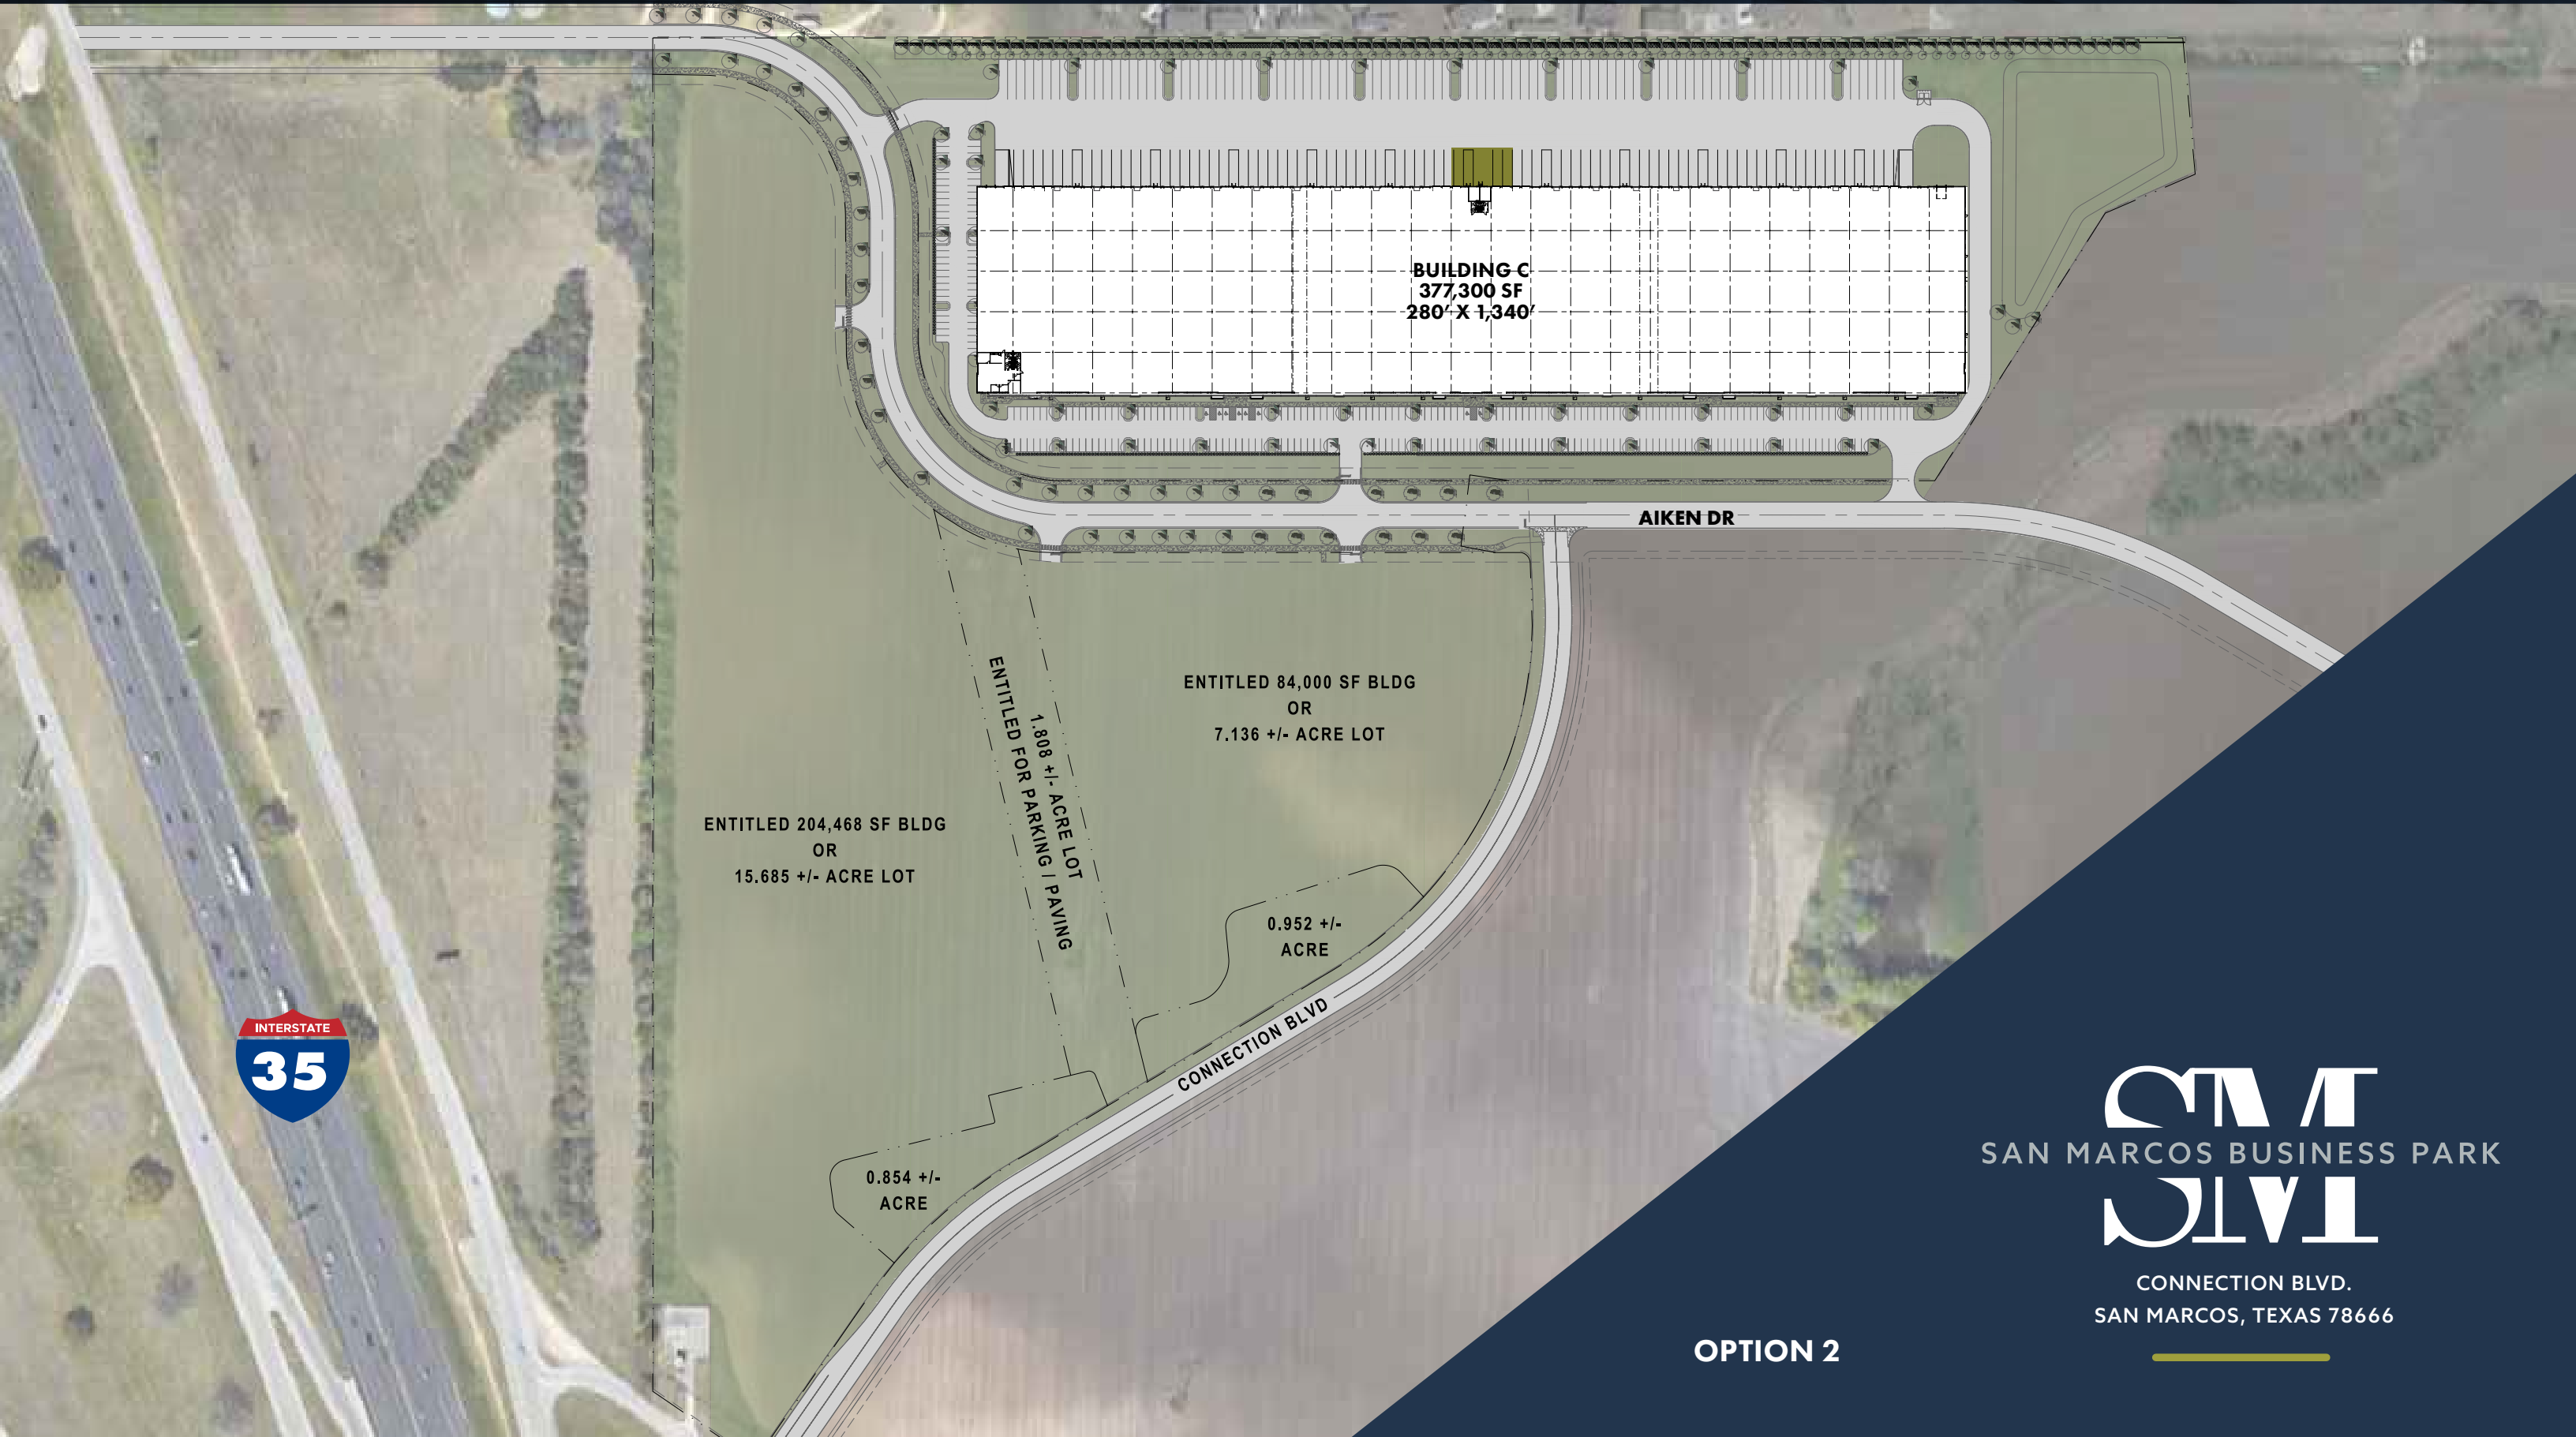 BUILDING C
377,300 SF
280' X 1,340'
AIKEN DR
ENTITLED 84,000 SF BLDG
OR
7.136 +/- ACRE LOT
1.808 +/- ACRE LOT
ENTITLED FOR PARKING / PAVING
ENTITLED 204,468 SF BLDG
OR
15.685 +/- ACRE LOT
0.952 +/-
ACRE
CONNECTION BLVD
0.854 +/-
ACRE
INTERSTATE
35
SM
SAN MARCOS BUSINESS PARK
CONNECTION BLVD.
SAN MARCOS, TEXAS 78666
OPTION 2